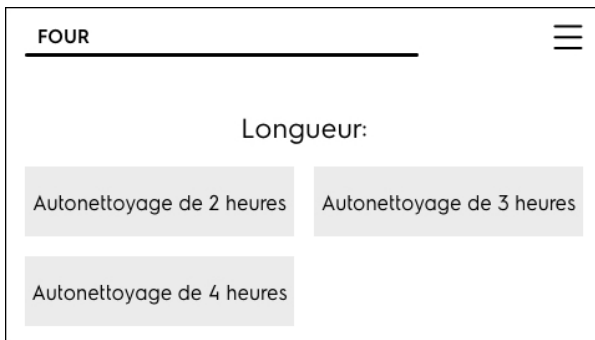 FOUR
Longueur:
Autonettoyage de 2 heures
Autonettoyage de 3 heures
Autonettoyage de 4 heures